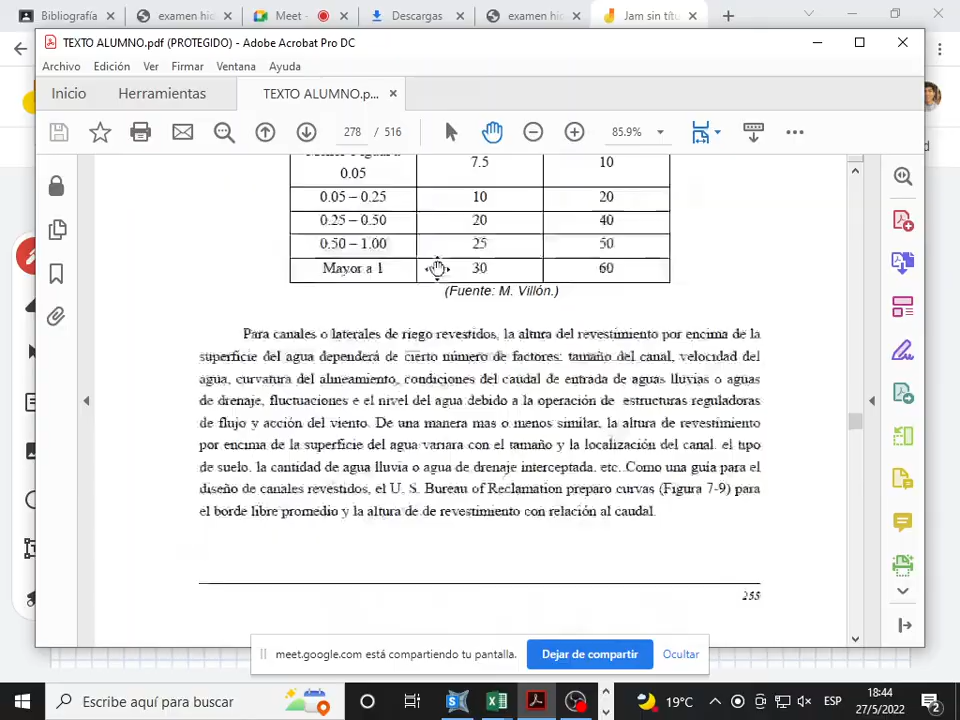 Bibliografía
examen hid
Meet -
Descargas
examen hid
Jam sin títu
TEXTO ALUMNO.pdf (PROTEGIDO) - Adobe Acrobat Pro DC
Archivo Edición Ver Firmar Ventana Ayuda
Inicio Herramientas TEXTO ALUMNO.p...
278 / 516 85.9%
7.5 10
0.05
0.05 – 0.25 10 20
0.25 – 0.50 20 40
0.50 – 1.00 25 50
Mayor a 1 30 60
(Fuente: M. Villón.)
Para canales o laterales de riego revestidos, la altura del revestimiento por encima de la
superficie del agua dependerá de cierto número de factores: tamaño del canal, velocidad del
agua, curvatura del alineamiento, condiciones del caudal de entrada de aguas lluvias o aguas
de drenaje, fluctuaciones e el nivel del agua debido a la operación de estructuras reguladoras
de flujo y acción del viento. De una manera mas o menos similar, la altura de revestimiento
por encima de la superficie del agua variara con el tamaño y la localización del canal, el tipo
de suelo, la cantidad de agua lluvia o agua de drenaje interceptada, etc. Como una guía para el
diseño de canales revestidos, el U. S. Bureau of Reclamation preparo curvas (Figura 7-9) para
el borde libre promedio y la altura de de revestimiento con relación al caudal.
255
meet.google.com está compartiendo tu pantalla. Dejar de compartir Ocultar
Escribe aquí para buscar
19°C
ESP
18:44
27/5/2022
2